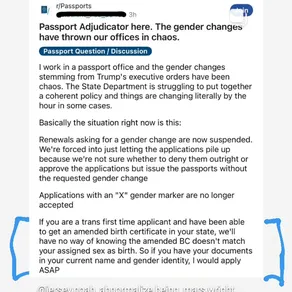 r/Passports
3h
Passport Adjudicator here. The gender changes
have thrown our offices in chaos.
Passport Question / Discussion
I work in a passport office and the gender changes
stemming from Trump's executive orders have been
chaos. The State Department is struggling to put together
a coherent policy and things are changing literally by the
hour in some cases.
Basically the situation right now is this:
Renewals asking for a gender change are now suspended.
We're forced into just letting the applications pile up
because we're not sure whether to deny them outright or
approve the applications but issue the passports without
the requested gender change
Applications with an "X" gender marker are no longer
accepted
If you are a trans first time applicant and have been able
to get an amended birth certificate in your state, we'll
have no way of knowing the amended BC doesn't match
your assigned sex as birth. So if you have your documents
in your current name and gender identity, I would apply
ASAP